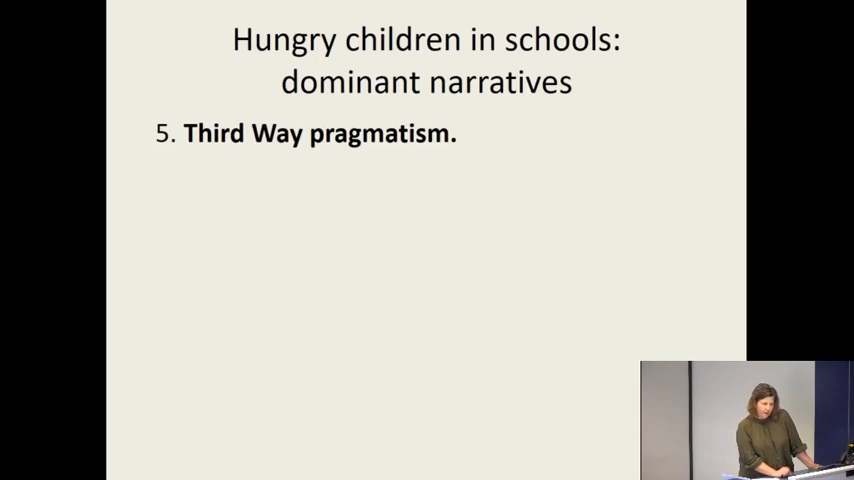 Hungry children in schools:
dominant narratives
5. Third Way pragmatism.